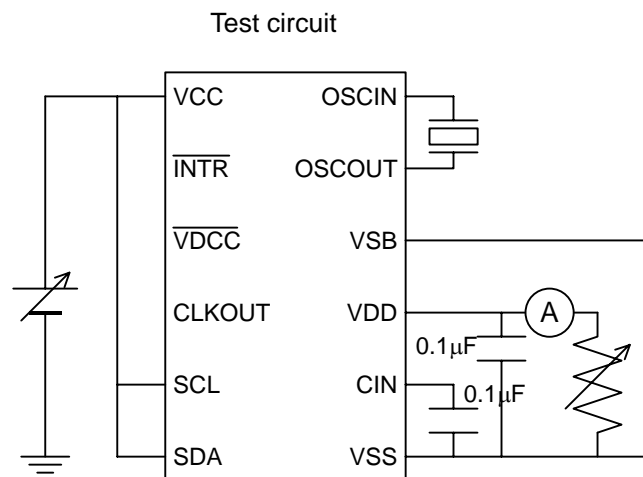 Test circuit
VCC OSCIN
INTR OSCOUT
VDCC VSB
CLKOUT VDD A
0.1μF
SCL CIN 0.1μF
SDA VSS